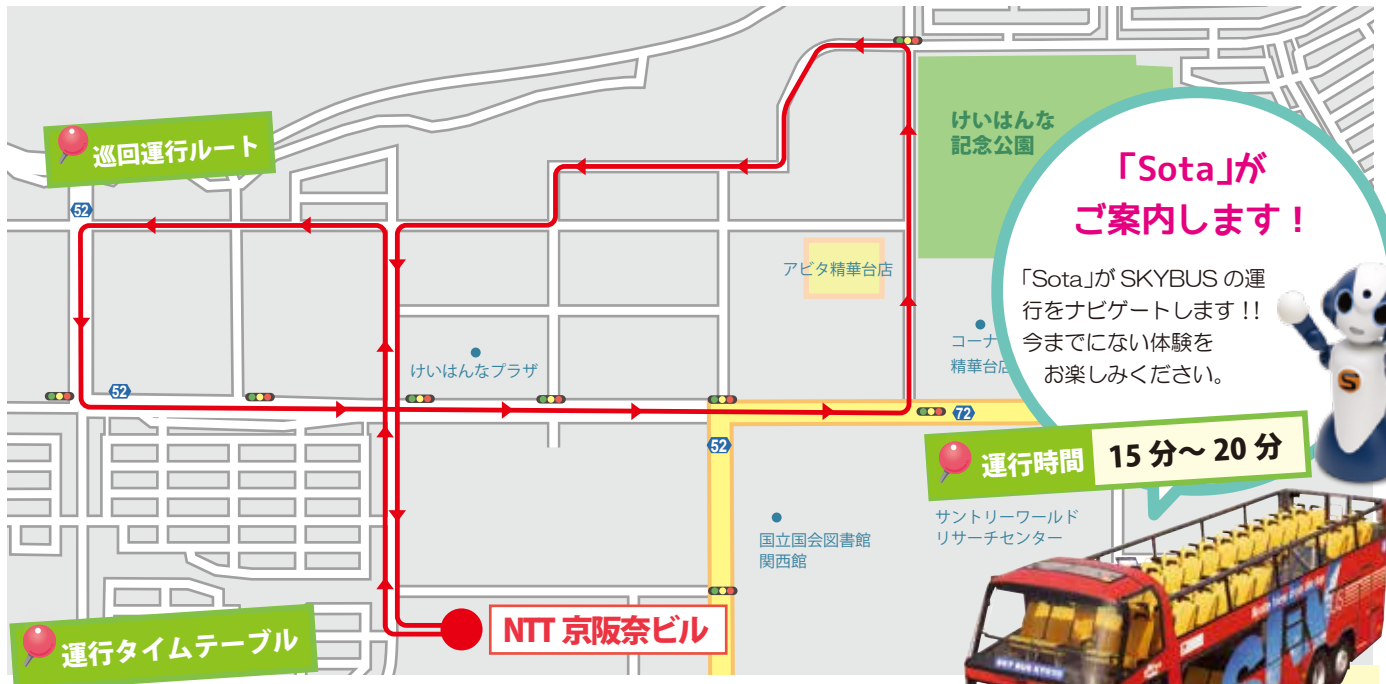 けいはんな
記念公園
巡回運行ルート
「Sota」が
ご案内します！
52
アピタ精華台店
「Sota」が SKYBUS の運
行をナビゲートします !!
今までにない体験を
お楽しみください。
コーナ
精華台店
けいはんなプラザ
52
72
52
運行時間 15 分～ 20 分
サントリーワールド
リサーチセンター
国立国会図書館
関西館
NTT 京阪奈ビル
運行タイムテーブル
S
SKY
SKY BUS KYOTO